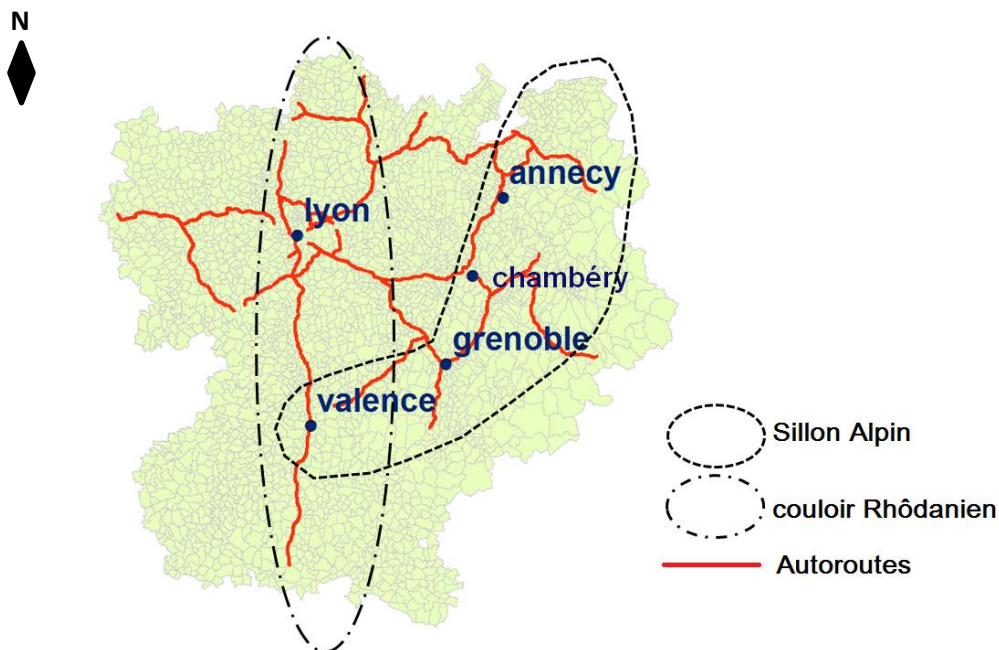 N
annecy
lyon
chambéry
grenoble
valence
Sillon Alpin
couloir Rhôdanien
Autoroutes